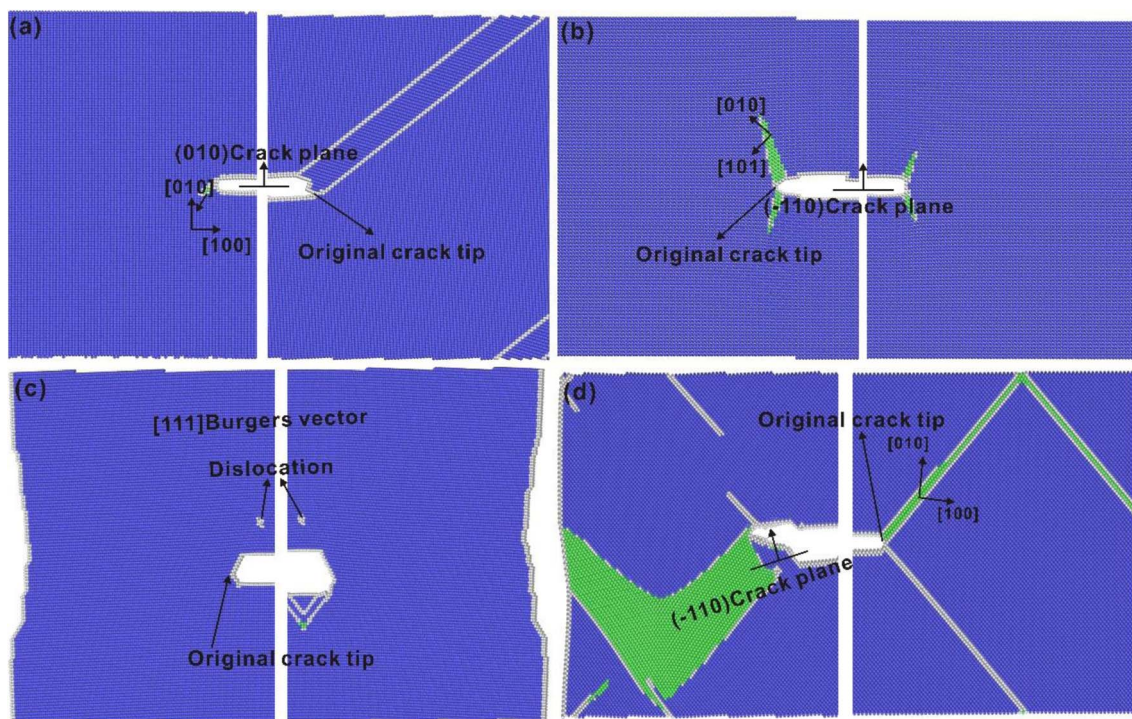 (a)
(010)Crack plane
[010]
[100]
Original crack tip
(b)
[010]
[101]
(-110)Crack plane
Original crack tip
(c)
[111]Burgers vector
Dislocation
Original crack tip
(d)
Original crack tip
[010]
[100]
(-110)Crack plane